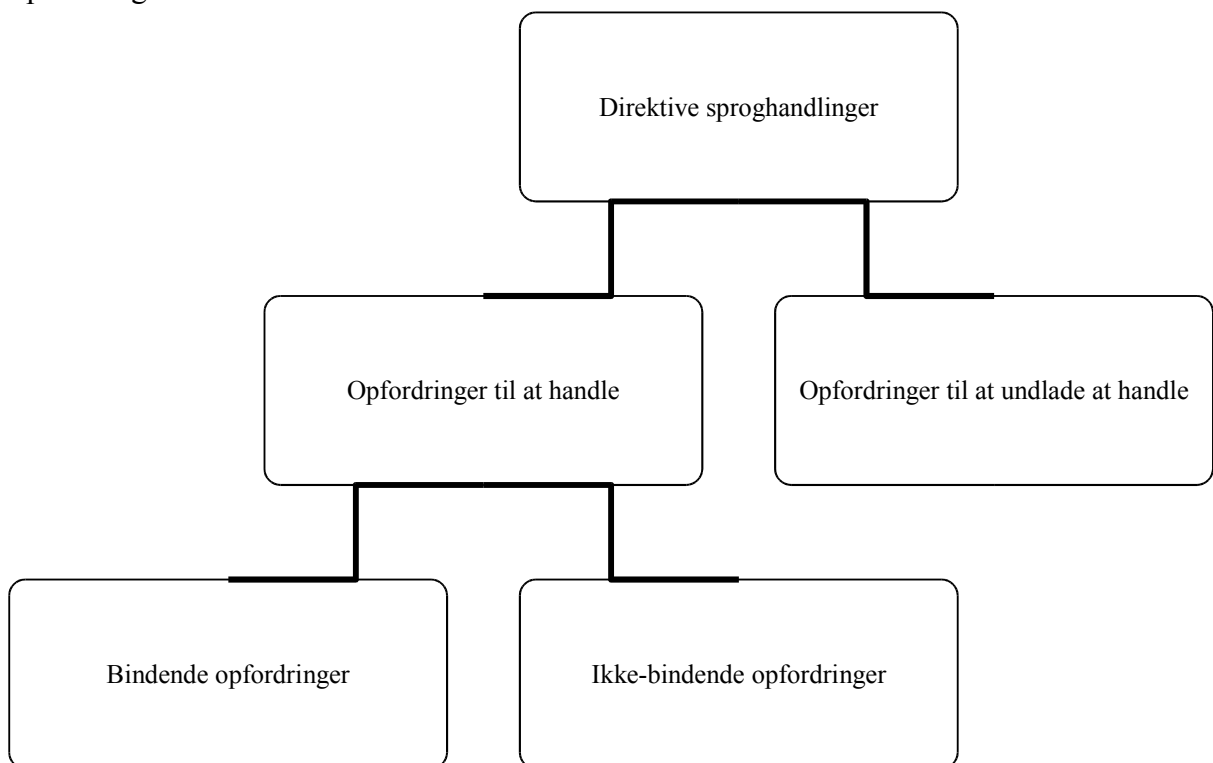 Direktive sproghandlinger
Opfordringer til at handle
Opfordringer til at undlade at handle
Bindende opfordringer
Ikke-bindende opfordringer